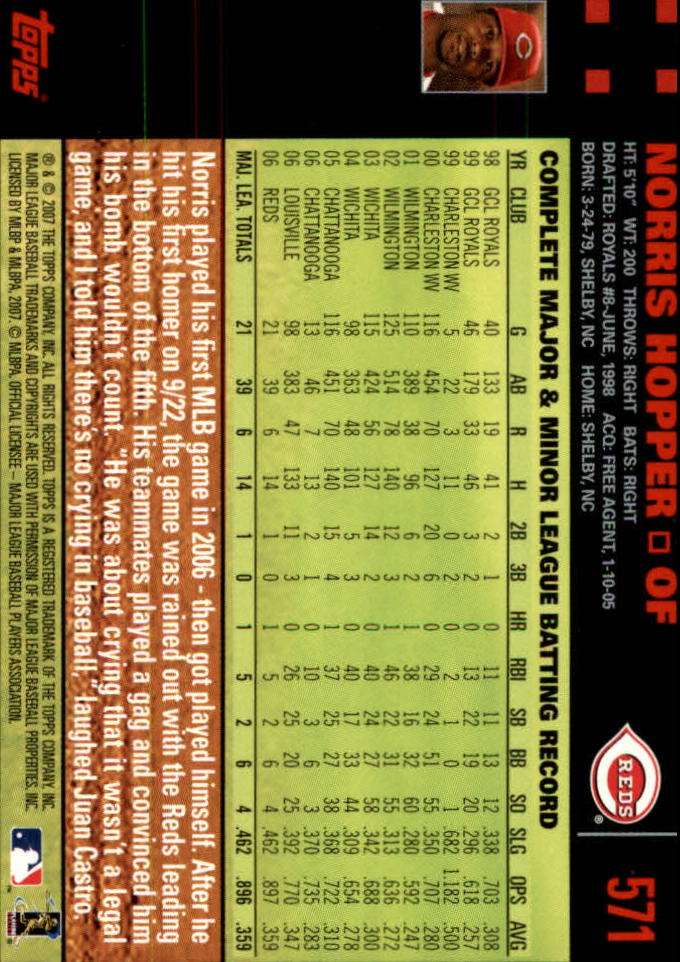 NORRIS HOPPER □ OF
HT: 5'10" WT: 200 THROWS: RIGHT BATS: RIGHT
DRAFTED: ROYALS #8-JUNE, 1998 ACQ: FREE AGENT, 1-10-05
BORN: 3-24-79, SHELBY, NC HOME: SHELBY, NC
REDS ®
571
C
COMPLETE MAJOR & MINOR LEAGUE BATTING RECORD
YR CLUB G AB R H 2B 3B HR RBI SB BB SO SLG OPS AVG
98 GCL ROYALS 40 133 19 41 2 1 0 11 11 13 12 .338 .703 .308
99 GCL ROYALS 46 179 33 46 3 2 0 13 22 19 20 .296 .618 .257
99 CHARLESTON WV 5 22 3 11 0 2 0 2 1 0 1 .682 1.182 .500
00 CHARLESTON WV 116 454 70 127 20 6 0 29 24 51 55 .350 .707 .280
01 WILMINGTON 110 389 38 96 6 2 1 38 16 32 60 .280 .592 .247
02 WILMINGTON 125 514 78 140 12 3 1 46 22 31 55 .313 .636 .272
03 WICHITA 115 424 56 127 14 2 0 40 24 27 58 .342 .688 .300
04 WICHITA 98 363 48 101 5 3 0 40 17 33 44 .309 .654 .278
05 CHATTANOOGA 116 451 70 140 15 4 1 37 25 27 38 .368 .722 .310
06 CHATTANOOGA 13 46 7 13 2 1 0 10 3 6 3 .370 .735 .283
06 LOUISVILLE 98 383 47 133 11 3 0 26 25 20 25 .392 .770 .347
06 REDS 21 39 6 14 1 0 1 5 2 6 4 .462 .897 .359
MAJ. LEA. TOTALS 21 39 6 14 1 0 1 5 2 6 4 .462 .896 .359
Norris played his first MLB game in 2006 - then got played himself. After he
hit his first homer on 9/22, the game was rained out with the Reds leading
in the bottom of the fifth. His teammates played a gag and convinced him
his bomb wouldn't count. "He was about crying that it wasn't a legal
game, and I told him there's no crying in baseball," laughed Juan Castro.
® & © 2007 THE TOPPS COMPANY, INC. ALL RIGHTS RESERVED. TOPPS IS A REGISTERED TRADEMARK OF THE TOPPS COMPANY, INC.
MAJOR LEAGUE BASEBALL TRADEMARKS AND COPYRIGHTS ARE USED WITH PERMISSION OF MAJOR LEAGUE BASEBALL PROPERTIES, INC.
LICENSED BY MLBP & MLBPA, 2007. © MLBPA. OFFICIAL LICENSEE – MAJOR LEAGUE BASEBALL PLAYERS ASSOCIATION.
topps